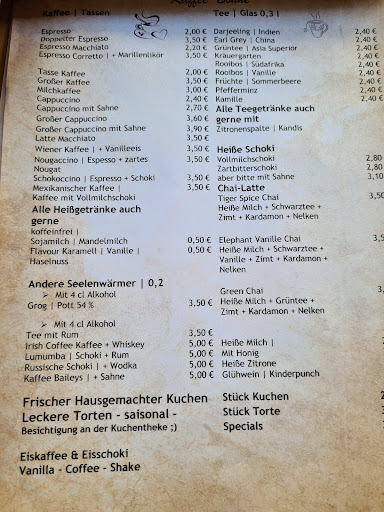 Kaffee | Tassen
Espresso 2,00 €
Doppelter Espresso 3,50 €
Espresso Macchiato 2,20 €
Espresso Corretto | + Marillenlikör 3,50 €
Tasse Kaffee 2,00 €
Großer Kaffee 3,50 €
Milchkaffee 3,00 €
Cappuccino 2,40 €
Cappuccino mit Sahne 2,70 €
Großer Cappuccino 3,60 €
Großer Cappuccino mit Sahne 3,90 €
Latte Macchiato 3,50 €
Wiener Kaffee | + Vanilleeis 3,50 €
Nougaccino | Espresso + zartes 3,50 €
Nougat
Schokoccino | Espresso + Schoki 3,50 €
Mexikanischer Kaffee | 3,50 €
Kaffee mit Vollmichschoki
Alle Heißgetränke auch
gerne
koffeinfrei |
Sojamilch | Mandelmilch 0,50 €
Flavour Karamell | Vanille | 0,50 €
Haselnuss
Andere Seelenwärmer | 0,2
➢ Mit 4 cl Alkohol
Grog | Pott 54 % 3,50 €
➢ Mit 4 cl Alkohol
Tee mit Rum 3,50 €
Irish Coffee Kaffee + Whiskey 5,00 €
Lumumba | Schoki + Rum 5,00 €
Russische Schoki | + Wodka 5,00 €
Kaffee Baileys | + Sahne 5,00 €
Frischer Hausgemachter Kuchen
Leckere Torten - saisonal -
Besichtigung an der Kuchentheke ;)
Eiskaffee & Eisschoki
Vanilla - Coffee - Shake
Tee | Glas 0,3 l
Darjeeling | Indien 2,40 €
Earl Grey | China 2,40 €
Grüntee | Asia Superior 2,40 €
Kräuergarten 2,40 €
Rooibos | Südafrika 2,40 €
Rooibos | Vanille 2,40 €
Früchte | Sommerbeere 2,40 €
Pfefferminz 2,40 €
Kamille 2,40 €
Alle Teegetränke auch
gerne mit
Zitronenspalte | Kandis
Heiße Schoki
Vollmilchschoki 2,80
Zartbitterschoki 2,80
aber bitte mit Sahne 3,10
Chai-Latte
Tiger Spice Chai 3,50
Heiße Milch + Schwarztee +
Zimt + Kardamon + Nelken
Elephant Vanille Chai
Heiße Milch + Schwarztee +
Vanille + Zimt + Kardamon +
Nelken
Green Chai
Heiße Milch + Grüntee +
Zimt + Kardamon + Nelken
Heiße Milch |
Mit Honig
Heiße Zitrone
Glühwein | Kinderpunch
Stück Kuchen
Stück Torte
Specials